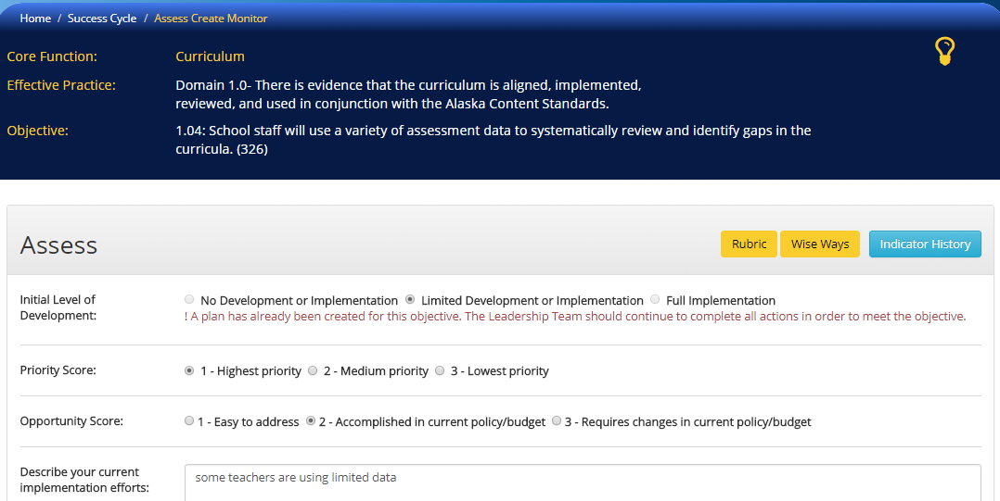 Home / Success Cycle / Assess Create Monitor
Core Function: Curriculum
Effective Practice: Domain 1.0- There is evidence that the curriculum is aligned, implemented,
reviewed, and used in conjunction with the Alaska Content Standards.
Objective: 1.04: School staff will use a variety of assessment data to systematically review and identify gaps in the
curricula. (326)
Assess Rubric Wise Ways Indicator History
Initial Level of
Development:
No Development or Implementation Limited Development or Implementation Full Implementation
! A plan has already been created for this objective. The Leadership Team should continue to complete all actions in order to meet the objective.
Priority Score: 1 - Highest priority 2 - Medium priority 3 - Lowest priority
Opportunity Score: 1 - Easy to address 2 - Accomplished in current policy/budget 3 - Requires changes in current policy/budget
Describe your current
implementation efforts:
some teachers are using limited data